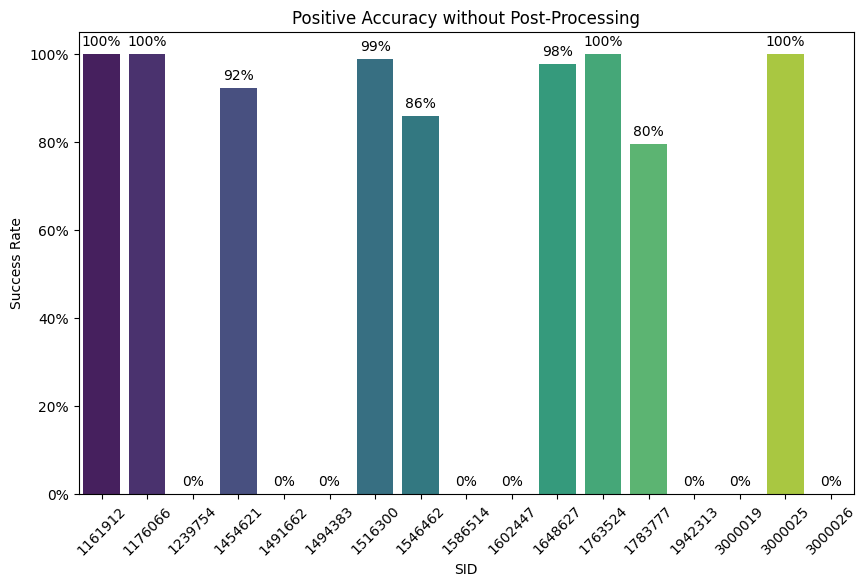 Positive Accuracy without Post-Processing
100% 100% 0% 92% 0% 0% 99% 86% 0% 0% 98% 100% 80% 0% 0% 100% 0%
Success Rate
100%
80%
60%
40%
20%
0%
1161912 1176066 1239754 1454621 1491662 1494383 1516300 1546462 1586514 1602447 1648627 1763524 1783777 1942313 3000019 3000025 3000026
SID